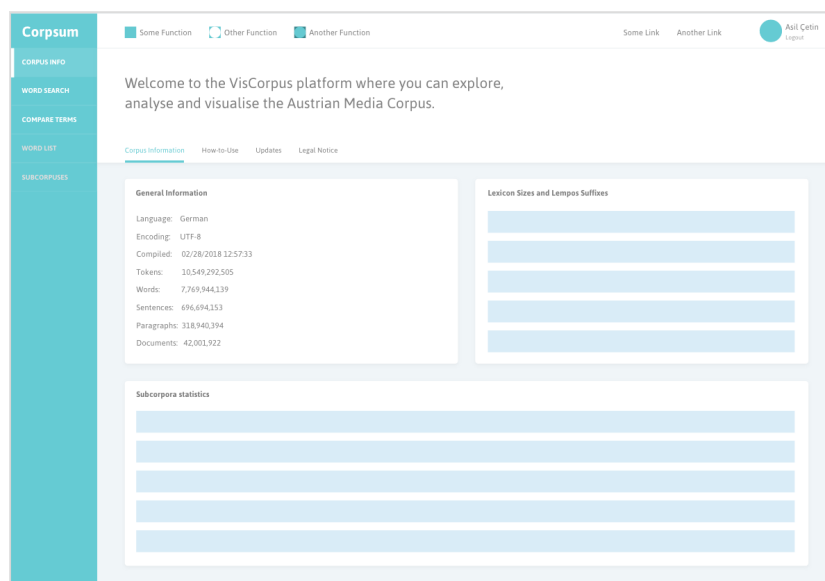 Corpsum
Some Function Other Function Another Function Some Link Another Link Asil Çetin
Logout
CORPUS INFO
WORD SEARCH
COMPARE TERMS
WORD LIST
SUBCORPUSES
Welcome to the VisCorpus platform where you can explore,
analyse and visualise the Austrian Media Corpus.
Corpus Information How-to-Use Updates Legal Notice
General Information
Language: German
Encoding: UTF-8
Compiled: 02/28/2018 12:57:33
Tokens: 10,549,292,505
Words: 7,769,944,139
Sentences: 696,694,153
Paragraphs: 318,940,394
Documents: 42,001,922
Lexicon Sizes and Lempos Suffixes
Subcorpora statistics